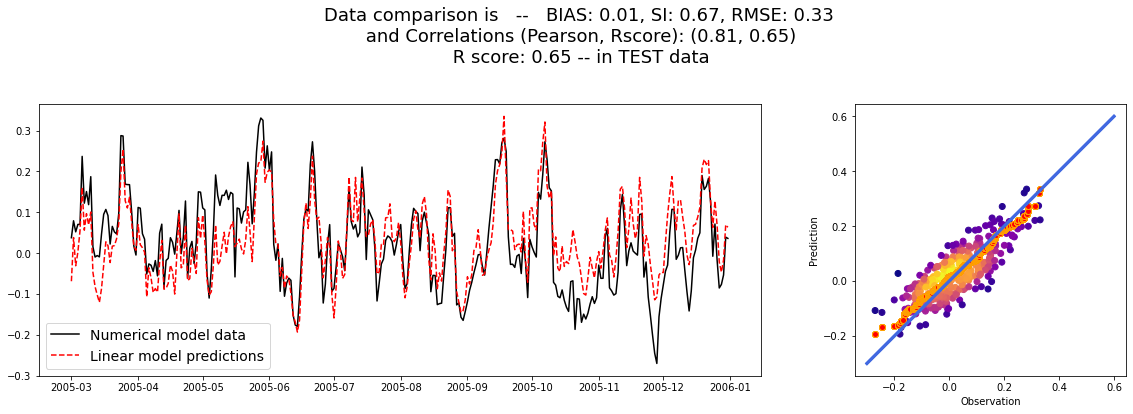 Data comparison is -- BIAS: 0.01, SI: 0.67, RMSE: 0.33
and Correlations (Pearson, Rscore): (0.81, 0.65)
R score: 0.65 -- in TEST data
0.3
0.2
0.1
0.0
−0.1
−0.2
−0.3
Numerical model data
Linear model predictions
2005-03 2005-04 2005-05 2005-06 2005-07 2005-08 2005-09 2005-10 2005-11 2005-12 2006-01
Prediction
0.6
0.4
0.2
0.0
−0.2
−0.2 0.0 0.2 0.4 0.6
Observation